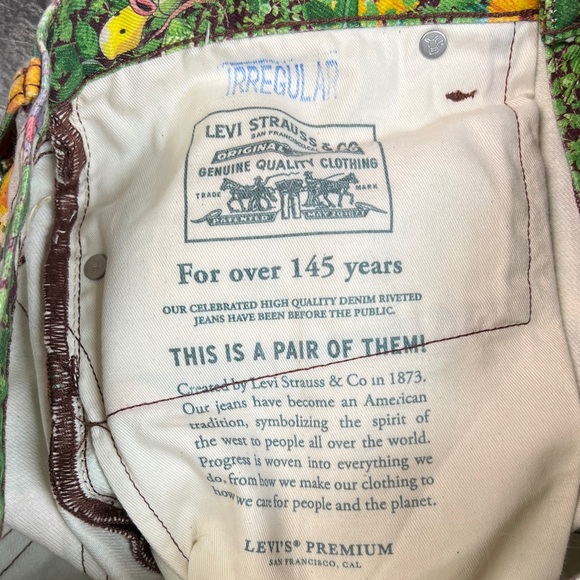 IRREGULAR
LEVI STRAUSS & CO.
SAN FRANCISCO
ORIGINAL
GENUINE QUALITY CLOTHING
TRADE MARK
PATENTED MAY 20 1873
For over 145 years
OUR CELEBRATED HIGH QUALITY DENIM RIVETED
JEANS HAVE BEEN BEFORE THE PUBLIC.
THIS IS A PAIR OF THEM!
Created by Levi Strauss & Co in 1873.
Our jeans have become an American
tradition, symbolizing the spirit of
the west to people all over the world.
Progress is woven into everything we
do, from how we make our clothing to
how we care for people and the planet.
LEVI'S® PREMIUM
SAN FRANCISCO, CAL